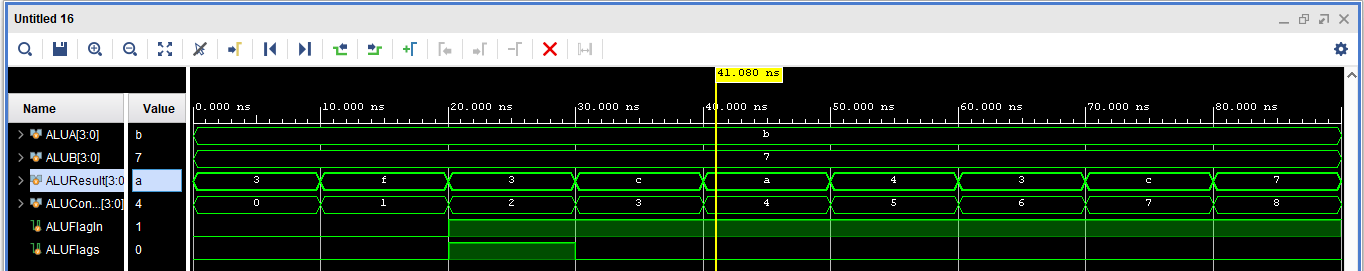 Untitled 16
41.080 ns
Name Value 0.000 ns 10.000 ns 20.000 ns 30.000 ns 40.000 ns 50.000 ns 60.000 ns 70.000 ns 80.000 ns
ALUA[3:0] b b
ALUB[3:0] 7 7
ALUResult[3:0 a 3 f 3 c a 4 3 c 7
ALUCon...[3:0] 4 0 1 2 3 4 5 6 7 8
ALUFlagIn 1
ALUFlags 0